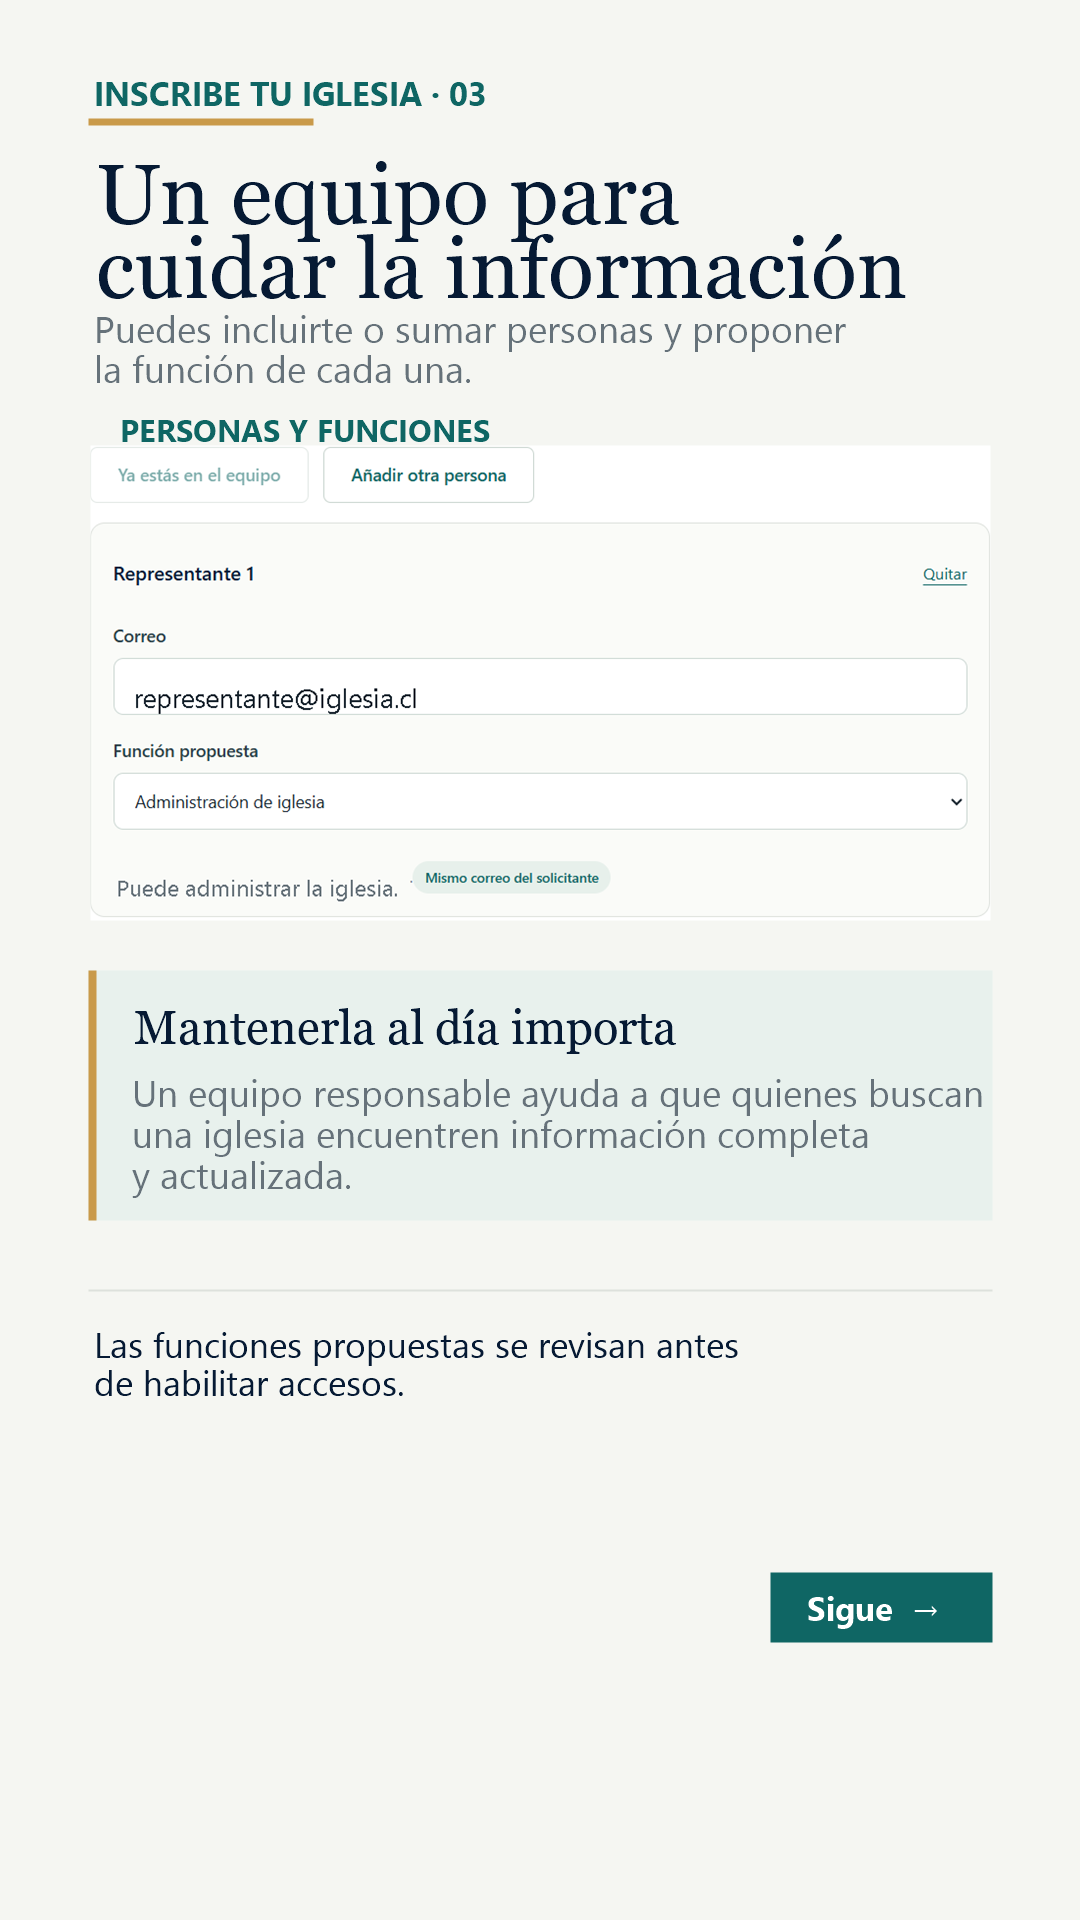 INSCRIBE TU IGLESIA · 03
Un equipo para
cuidar la información
Puedes incluirte o sumar personas y proponer
la función de cada una.
PERSONAS Y FUNCIONES
Ya estás en el equipo
Añadir otra persona
Representante 1
Quitar
Correo
representante@iglesia.cl
Función propuesta
Administración de iglesia
Puede administrar la iglesia. ·
Mismo correo del solicitante
Mantenerla al día importa
Un equipo responsable ayuda a que quienes buscan
una iglesia encuentren información completa
y actualizada.
Las funciones propuestas se revisan antes
de habilitar accesos.
Sigue →